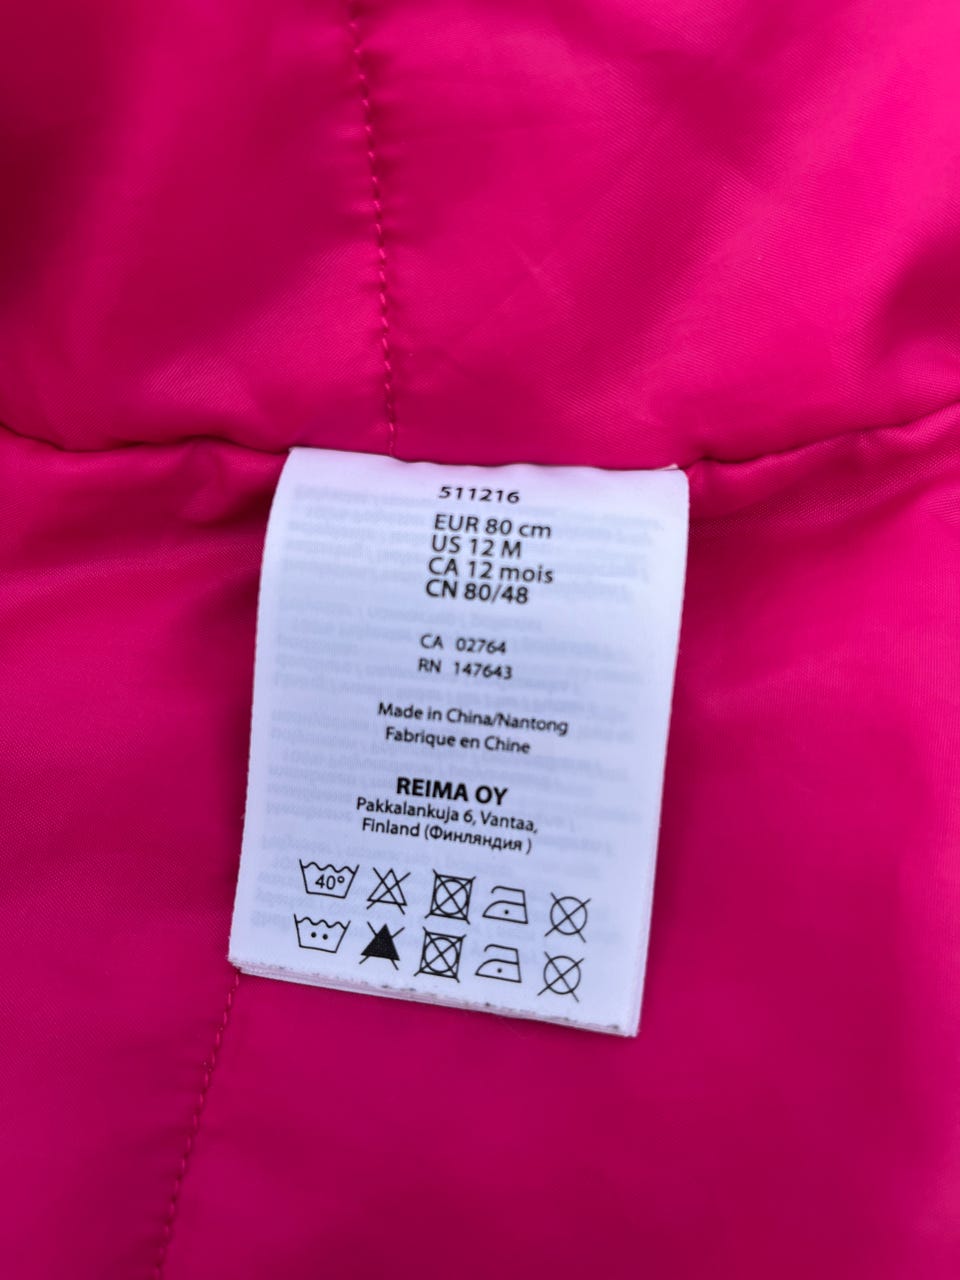 511216
EUR 80 cm
US 12 M
CA 12 mois
CN 80/48
CA 02764
RN 147643
Made in China/Nantong
Fabrique en Chine
REIMA OY
Pakkalankuja 6, Vantaa,
Finland (Финляндия )
40°